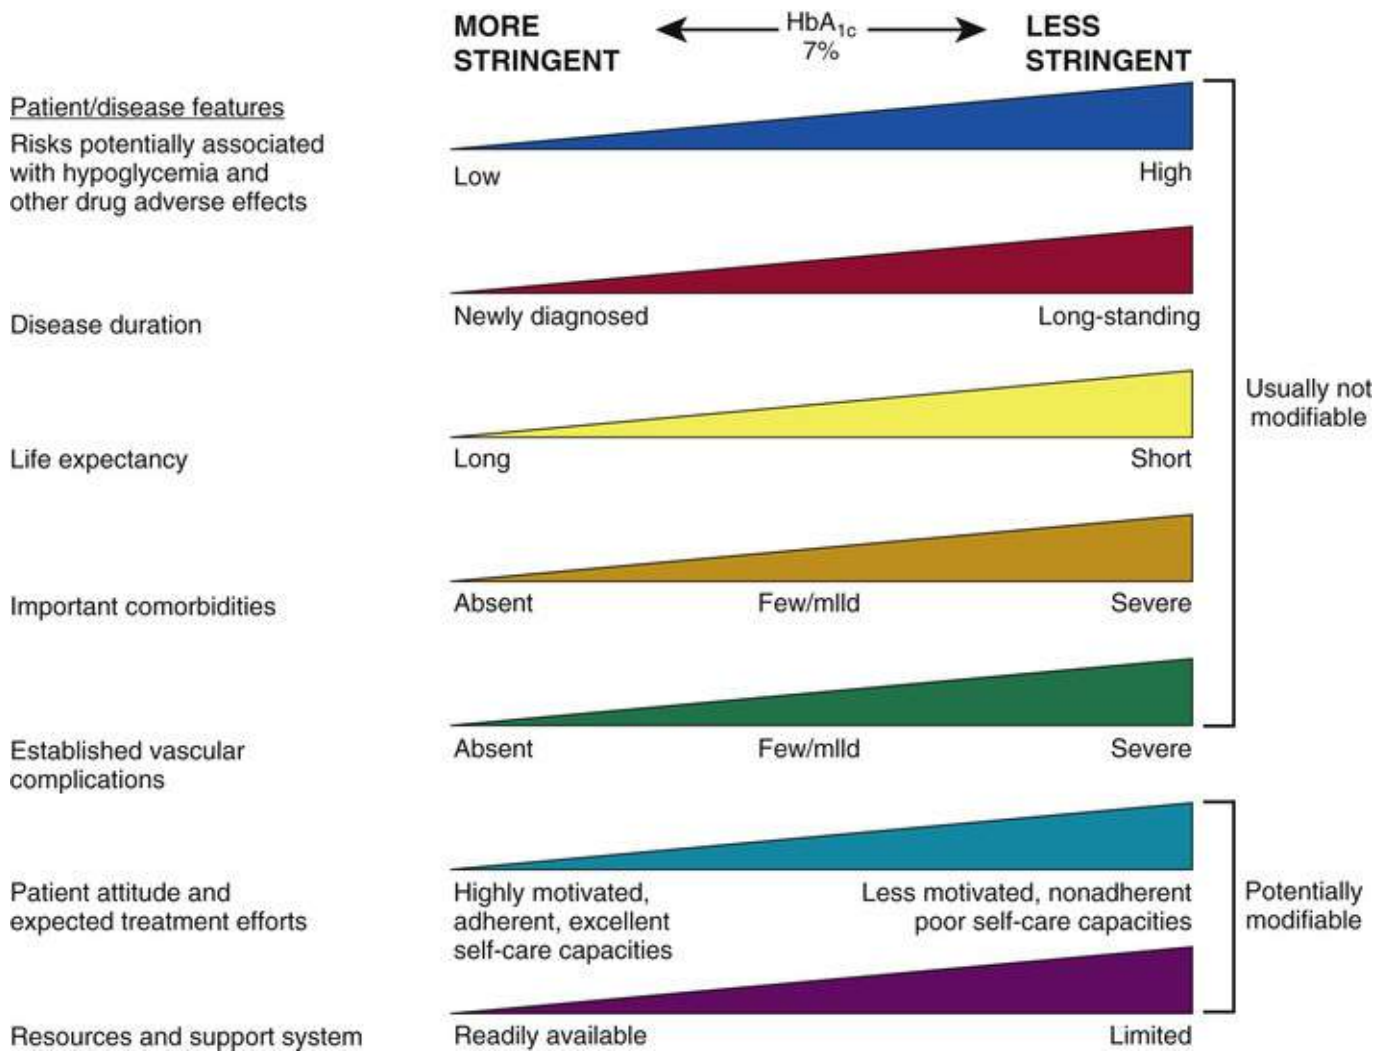 MORE
STRINGENT
HbA1c
7%
LESS
STRINGENT
Patient/disease features
Risks potentially associated
with hypoglycemia and
other drug adverse effects
Low
High
Disease duration
Newly diagnosed
Long-standing
Life expectancy
Long
Short
Usually not
modifiable
Important comorbidities
Absent
Few/mlld
Severe
Established vascular
complications
Absent
Few/mlld
Severe
Patient attitude and
expected treatment efforts
Highly motivated,
adherent, excellent
self-care capacities
Less motivated, nonadherent
poor self-care capacities
Potentially
modifiable
Resources and support system
Readily available
Limited